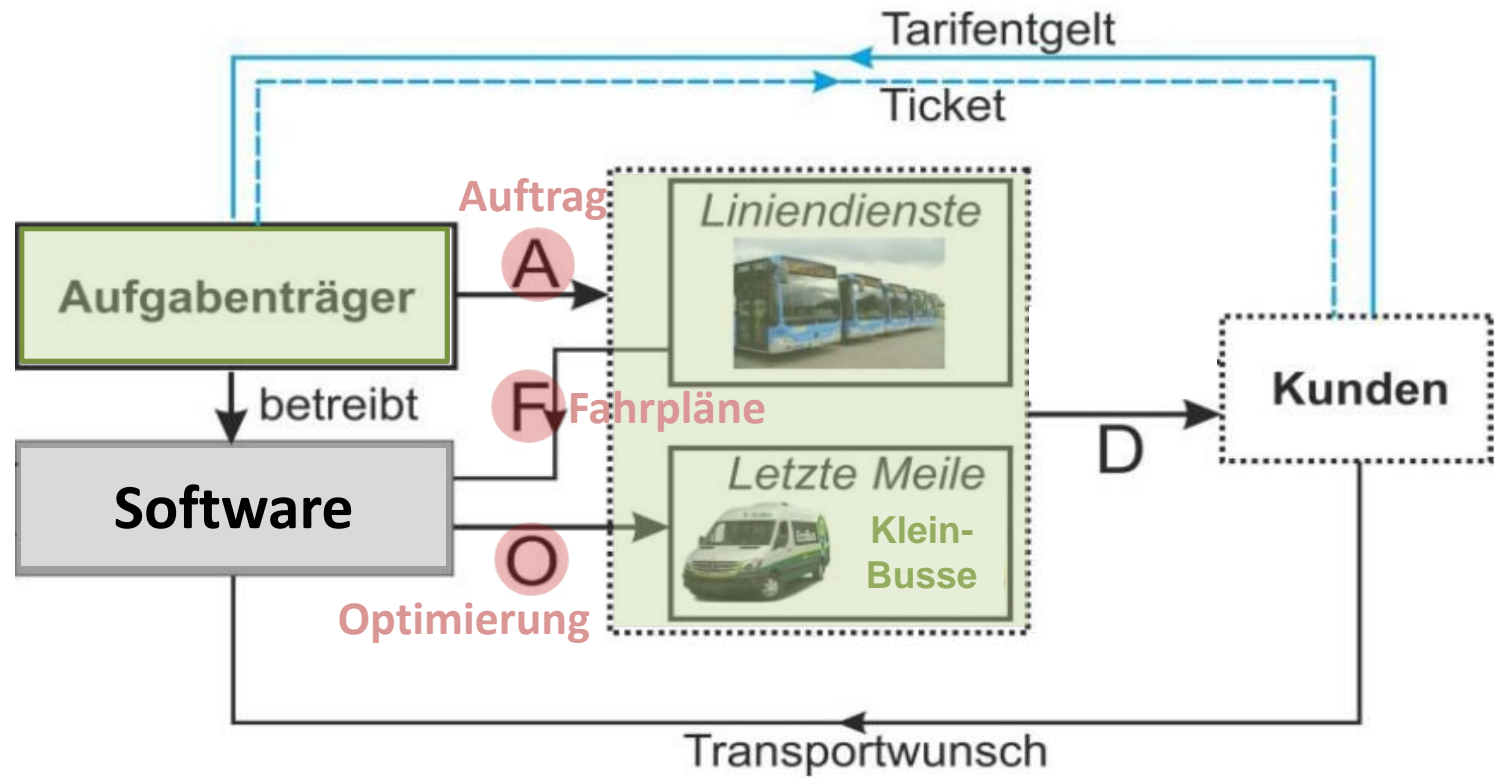 Tarifentgelt
Ticket
Auftrag
A
Liniendienste
Aufgabenträger
betreibt
F
Fahrpläne
Kunden
D
Software
Letzte Meile
Klein-
Busse
O
Optimierung
Transportwunsch